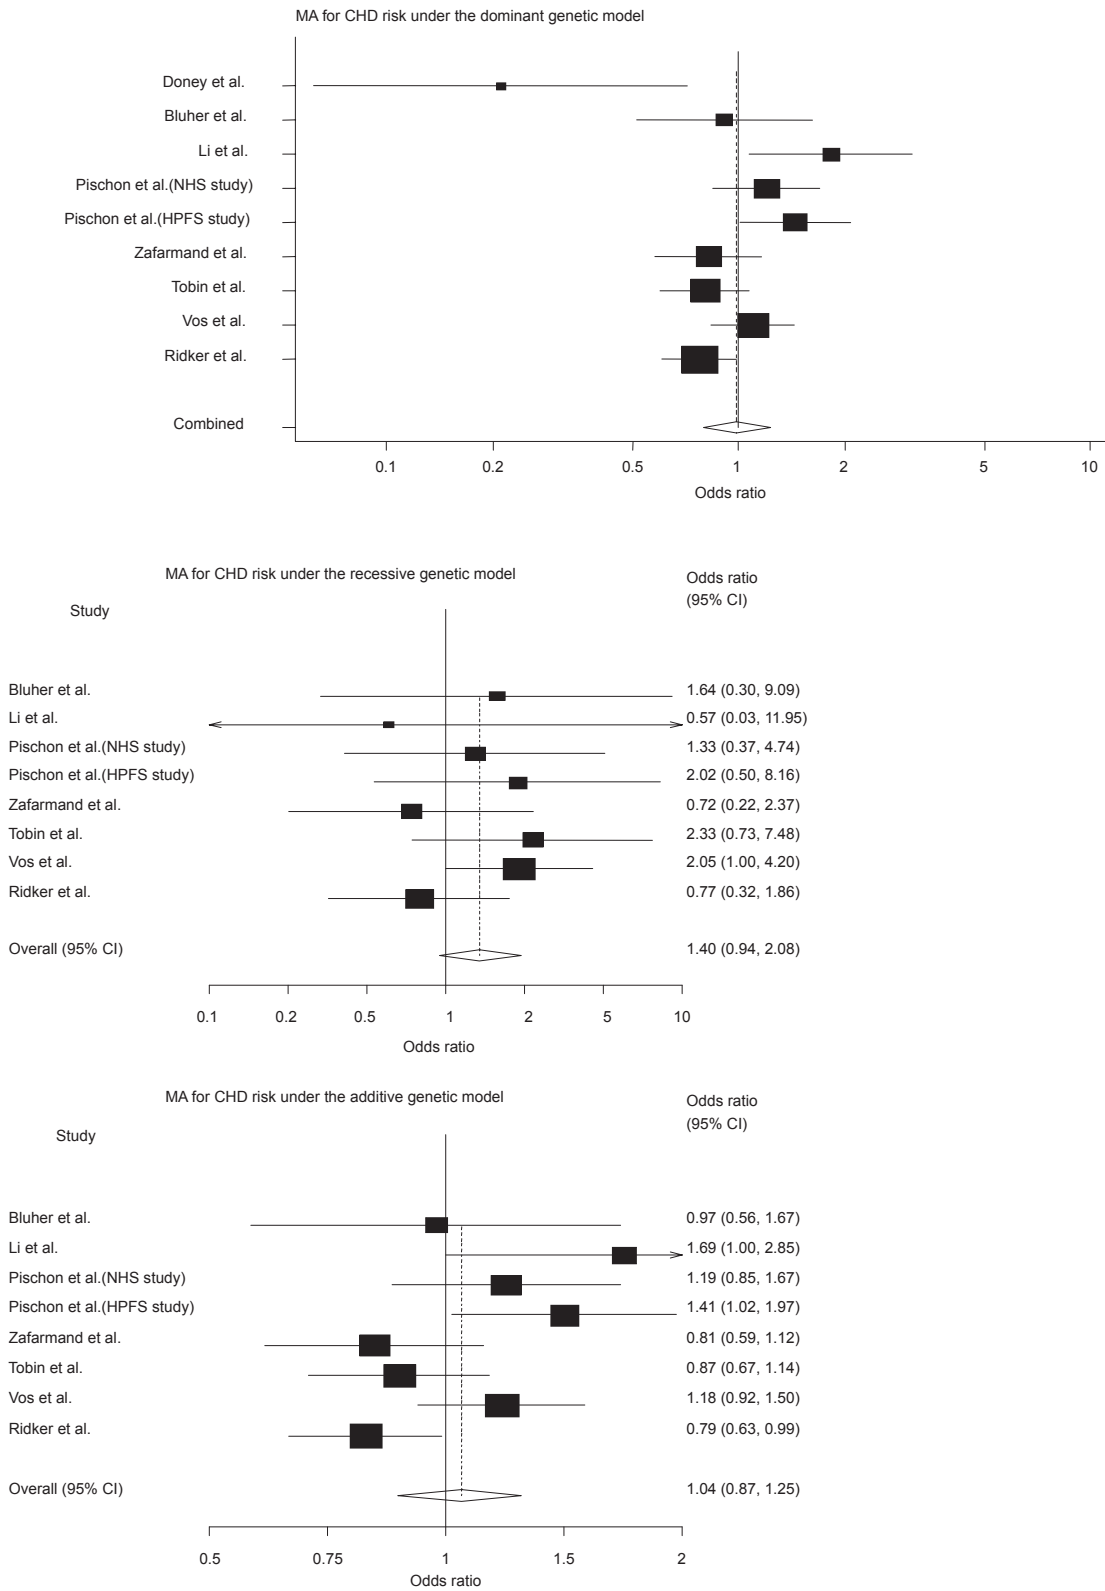 MA for CHD risk under the dominant genetic model
Doney et al.
Bluher et al.
Li et al.
Pischon et al.(NHS study)
Pischon et al.(HPFS study)
Zafarmand et al.
Tobin et al.
Vos et al.
Ridker et al.
Combined
0.1 0.2 0.5 1 2 5 10
Odds ratio
MA for CHD risk under the recessive genetic model
Odds ratio
(95% CI)
Study
Bluher et al. 1.64 (0.30, 9.09)
Li et al. 0.57 (0.03, 11.95)
Pischon et al.(NHS study) 1.33 (0.37, 4.74)
Pischon et al.(HPFS study) 2.02 (0.50, 8.16)
Zafarmand et al. 0.72 (0.22, 2.37)
Tobin et al. 2.33 (0.73, 7.48)
Vos et al. 2.05 (1.00, 4.20)
Ridker et al. 0.77 (0.32, 1.86)
Overall (95% CI) 1.40 (0.94, 2.08)
0.1 0.2 0.5 1 2 5 10
Odds ratio
MA for CHD risk under the additive genetic model
Odds ratio
(95% CI)
Study
Bluher et al. 0.97 (0.56, 1.67)
Li et al. 1.69 (1.00, 2.85)
Pischon et al.(NHS study) 1.19 (0.85, 1.67)
Pischon et al.(HPFS study) 1.41 (1.02, 1.97)
Zafarmand et al. 0.81 (0.59, 1.12)
Tobin et al. 0.87 (0.67, 1.14)
Vos et al. 1.18 (0.92, 1.50)
Ridker et al. 0.79 (0.63, 0.99)
Overall (95% CI) 1.04 (0.87, 1.25)
0.5 0.75 1 1.5 2
Odds ratio